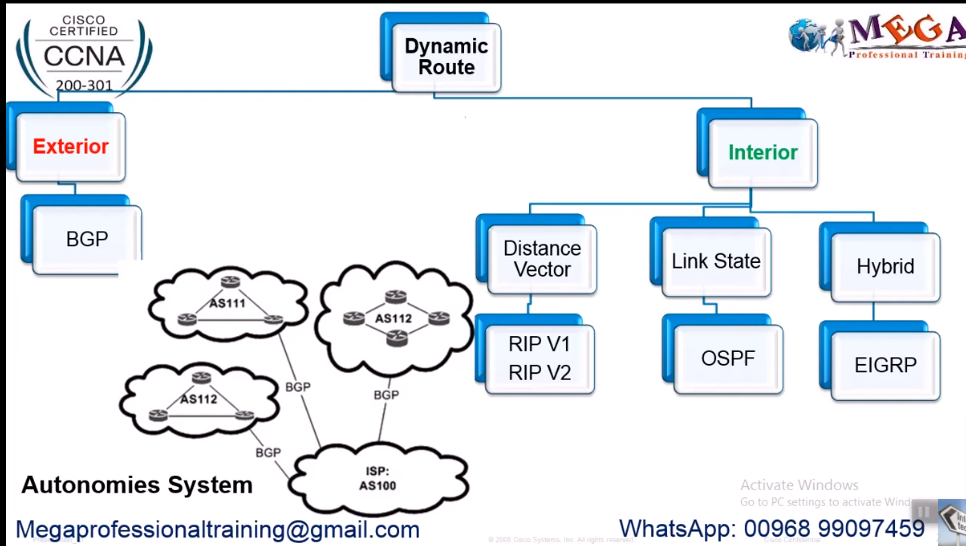 CISCO
CERTIFIED
CCNA
200-301
Dynamic
Route
MEGA
Professional Training
Exterior
Interior
BGP
Distance
Vector
Link State
Hybrid
RIP V1
RIP V2
OSPF
EIGRP
AS111
AS112
AS112
BGP
BGP
BGP
ISP:
AS100
Autonomies System
Activate Windows
Go to PC settings to activate Wind
Megaprofessionaltraining@gmail.com
WhatsApp: 00968 99097459
© 2008 Cisco Systems, Inc. All rights reserved.
Cisco Confidential